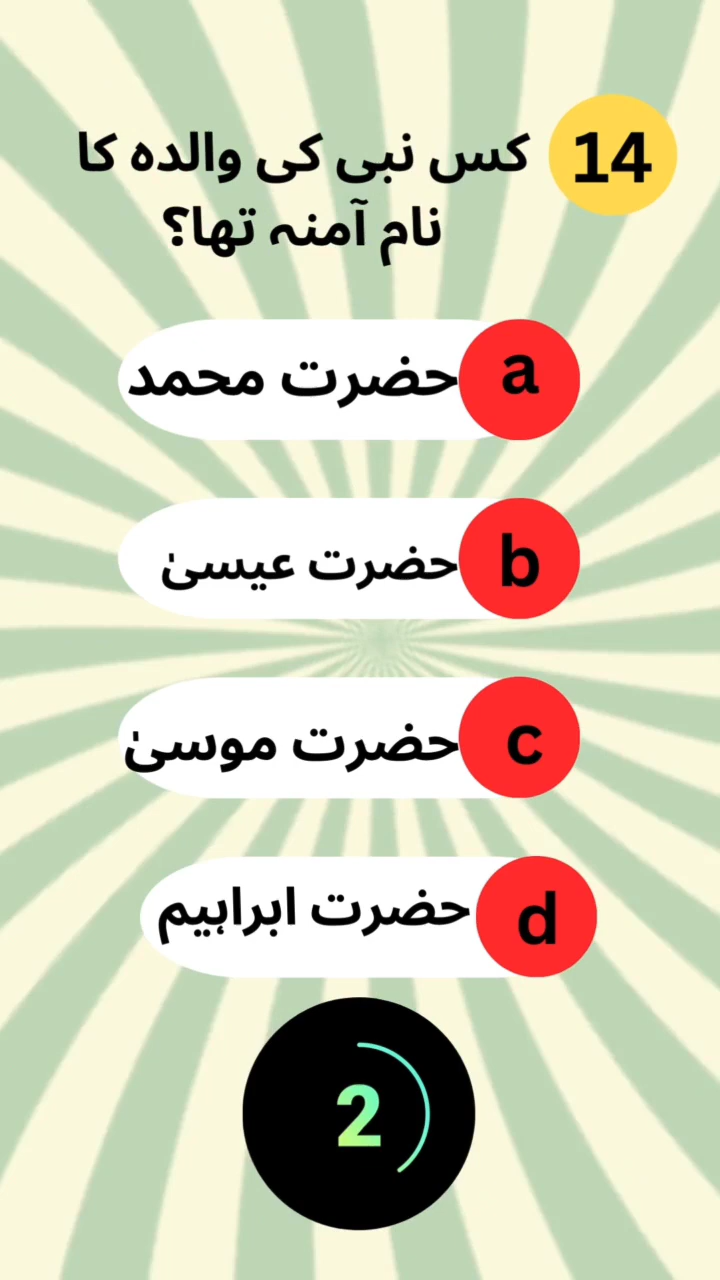 14
کس نبی کی والدہ کا
نام آمنہ تھا؟
a حضرت محمد
b حضرت عیسیٰ
c حضرت موسیٰ
d حضرت ابراہیم
2